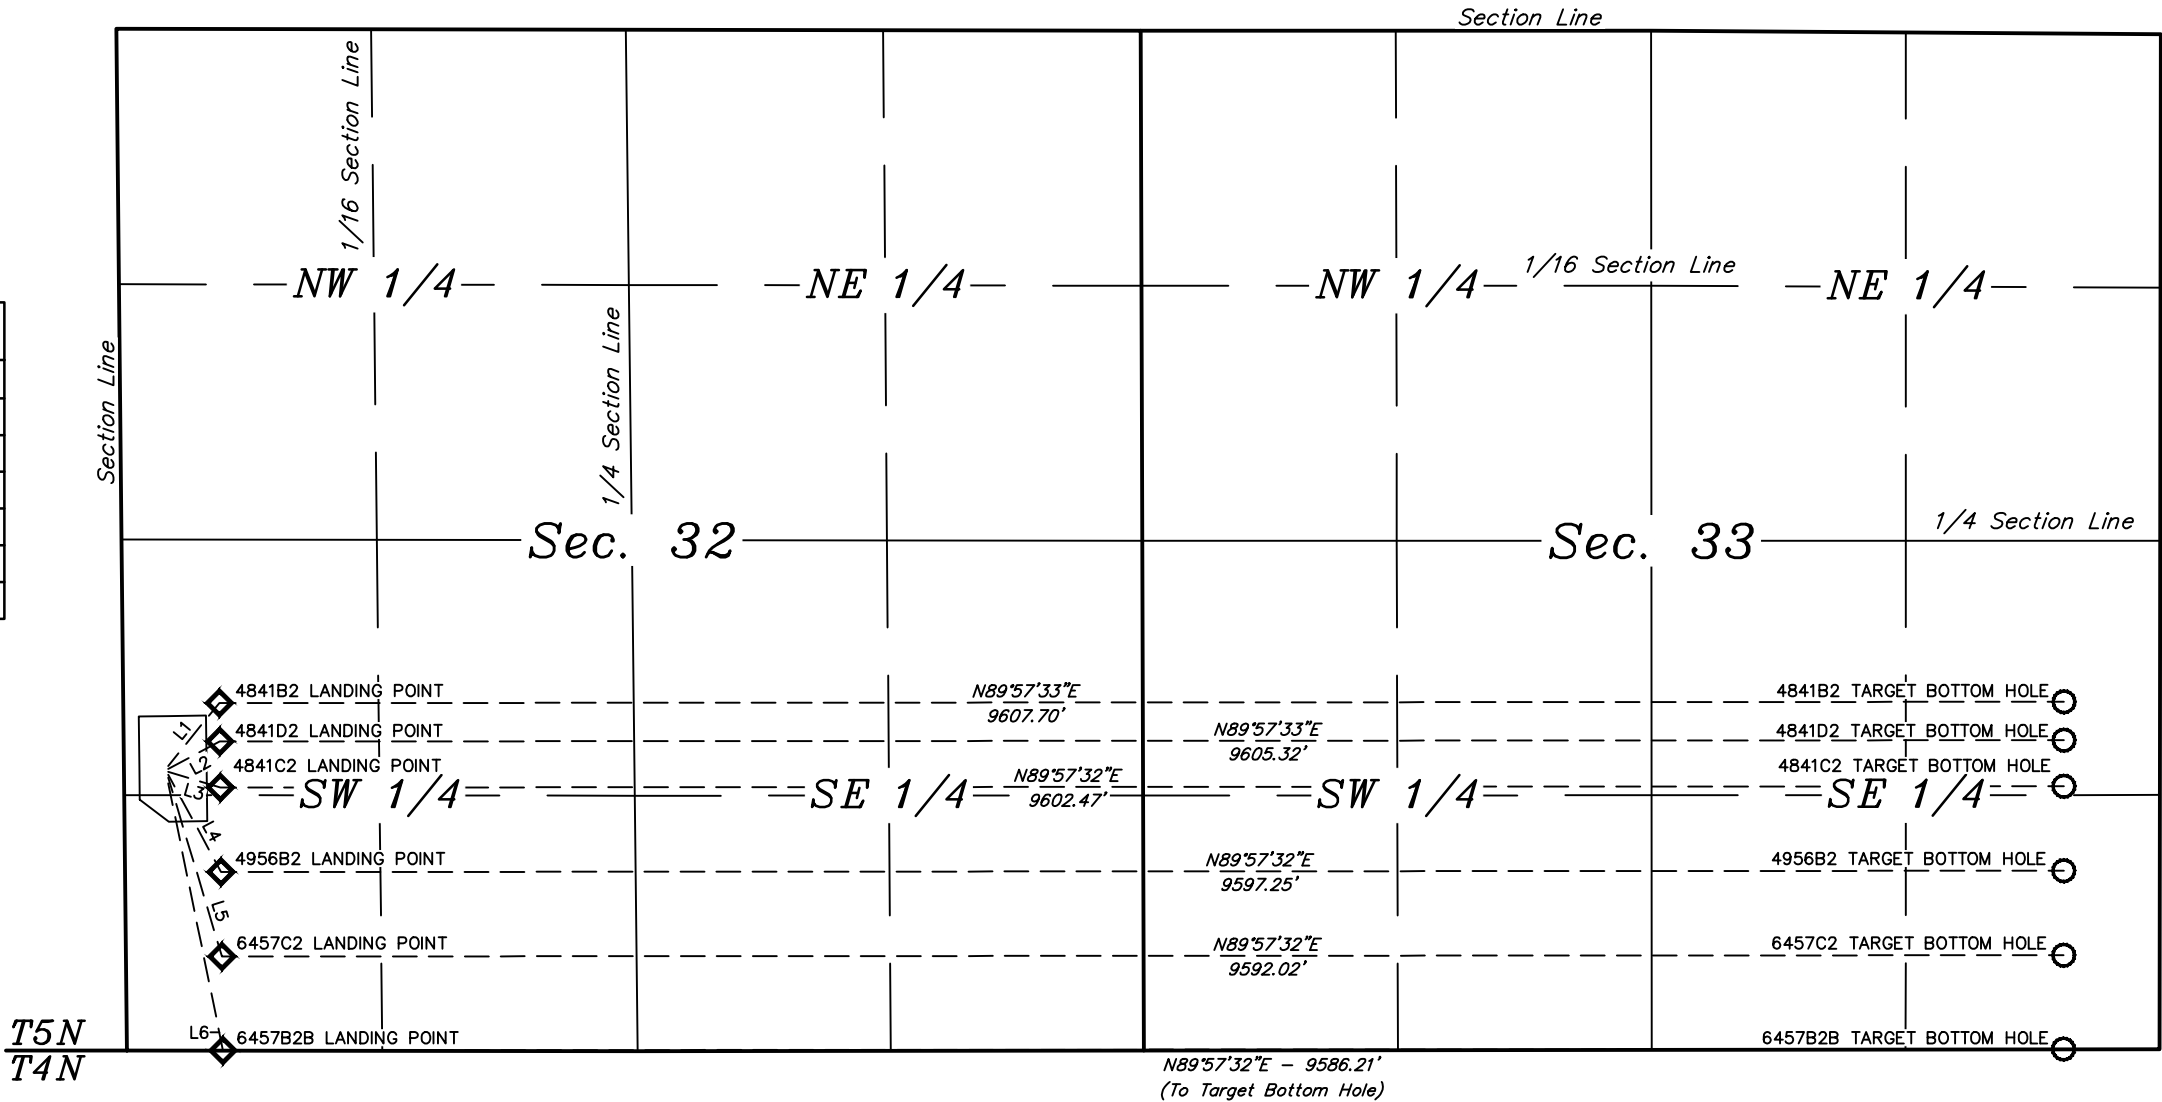 Section Line
1/16 Section Line
NW 1/4
NE 1/4
NW 1/4
1/16 Section Line
NE 1/4
Section Line
1/4 Section Line
Sec. 32
Sec. 33
1/4 Section Line
4841B2 LANDING POINT
N89°57'33"E
9607.70'
4841B2 TARGET BOTTOM HOLE
L1
4841D2 LANDING POINT
N89°57'33"E
9605.32'
4841D2 TARGET BOTTOM HOLE
L2
4841C2 LANDING POINT
N89°57'32"E
9602.47'
4841C2 TARGET BOTTOM HOLE
L3
SW 1/4
SE 1/4
SW 1/4
SE 1/4
L4
4956B2 LANDING POINT
N89°57'32"E
9597.25'
4956B2 TARGET BOTTOM HOLE
L5
6457C2 LANDING POINT
N89°57'32"E
9592.02'
6457C2 TARGET BOTTOM HOLE
L6
6457B2B LANDING POINT
6457B2B TARGET BOTTOM HOLE
T5N
T4N
N89°57'32"E - 9586.21'
(To Target Bottom Hole)